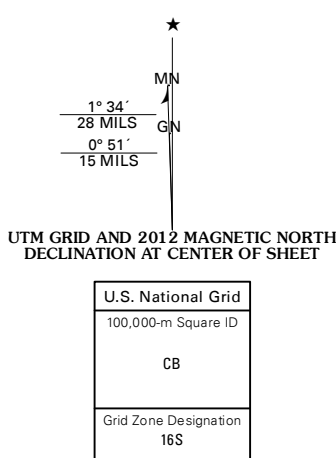 ★
MN
1° 34´
28 MILS
GN
0° 51´
15 MILS
UTM GRID AND 2012 MAGNETIC NORTH
DECLINATION AT CENTER OF SHEET
U.S. National Grid
100,000-m Square ID
CB
Grid Zone Designation
16S